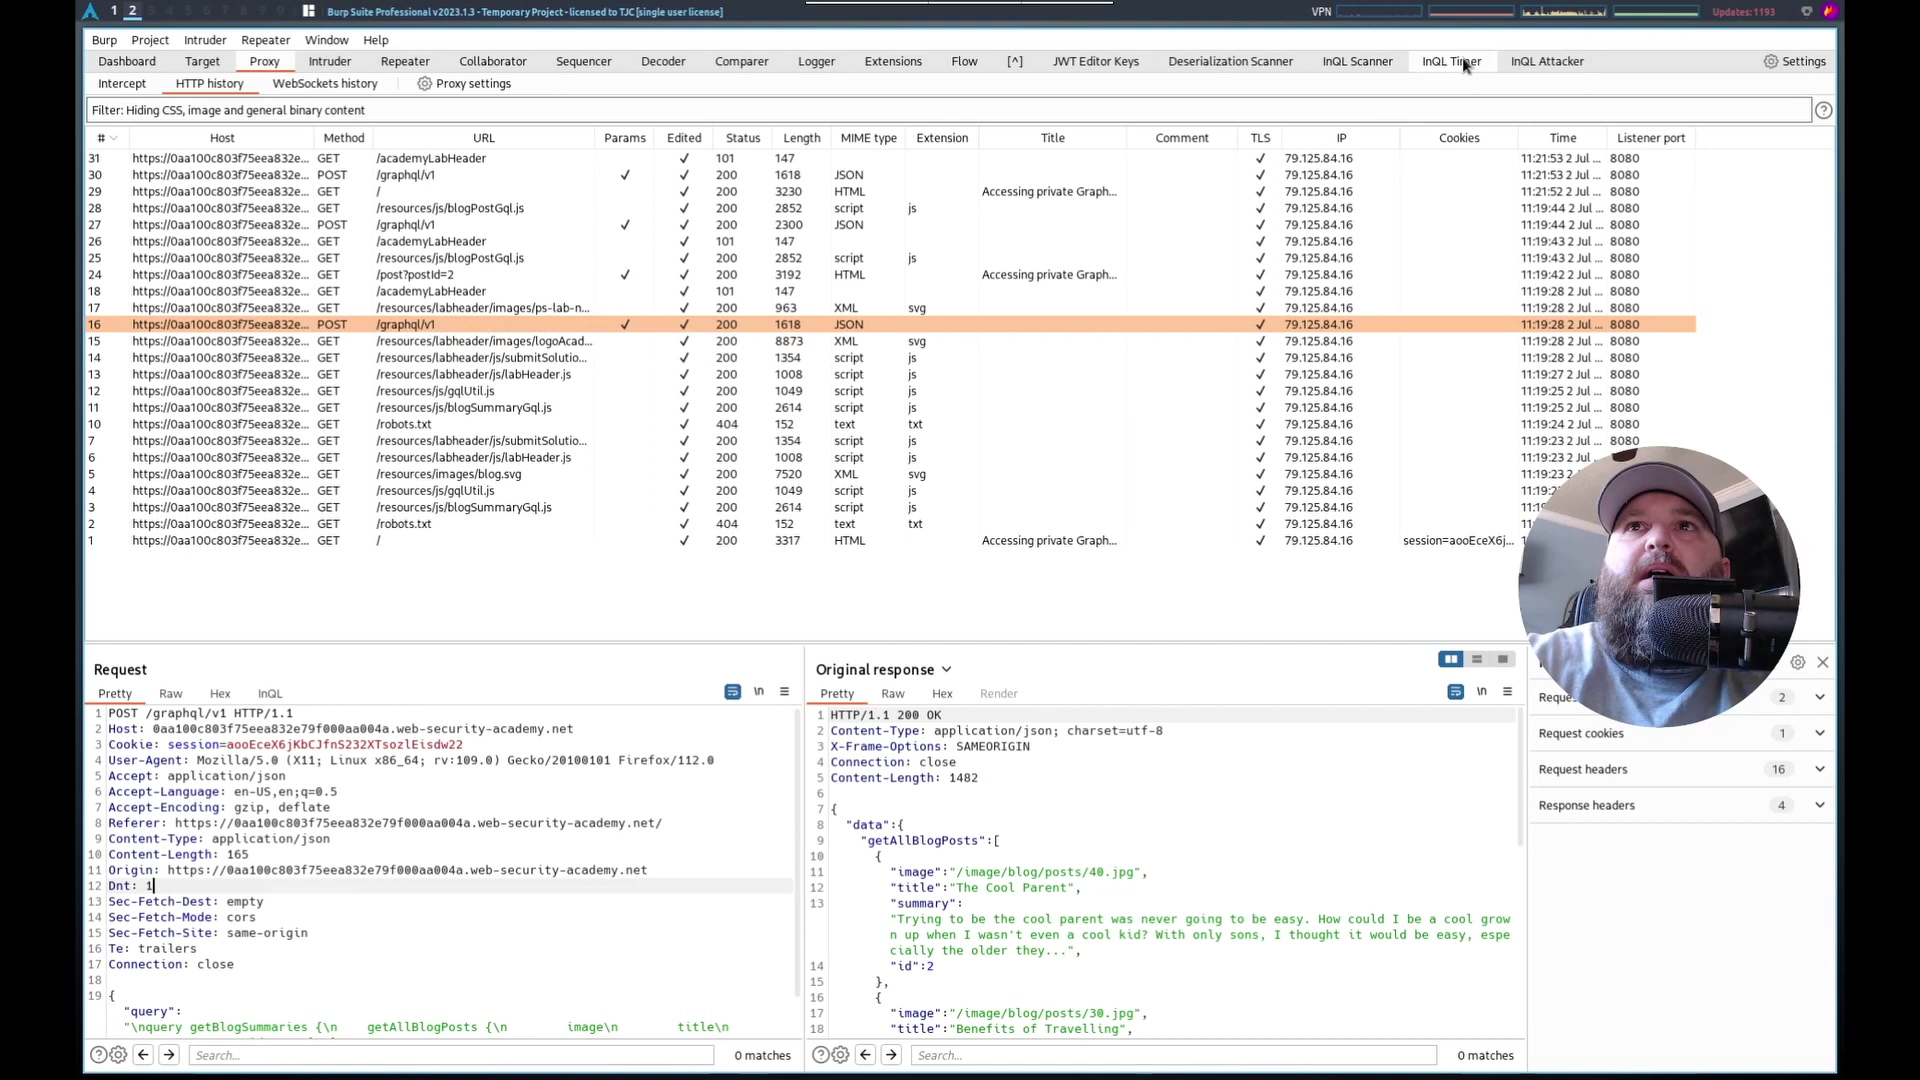 1 2 3 4 5 6 7 8 9 0 Burp Suite Professional v2023.1.3 - Temporary Project - licensed to TJC [single user license] VPN Updates: 1193
Burp Project Intruder Repeater Window Help
Dashboard Target Proxy Intruder Repeater Collaborator Sequencer Decoder Comparer Logger Extensions Flow [^] JWT Editor Keys Deserialization Scanner InQL Scanner InQL Timer InQL Attacker Settings
Intercept HTTP history WebSockets history Proxy settings
Filter: Hiding CSS, image and general binary content
# Host Method URL Params Edited Status Length MIME type Extension Title Comment TLS IP Cookies Time Listener port
31 https://0aa100c803f75eea832e... GET /academyLabHeader ✓ 101 147 ✓ 79.125.84.16 11:21:53 2 Jul ... 8080
30 https://0aa100c803f75eea832e... POST /graphql/v1 ✓ ✓ 200 1618 JSON ✓ 79.125.84.16 11:21:53 2 Jul ... 8080
29 https://0aa100c803f75eea832e... GET / ✓ 200 3230 HTML Accessing private Graph... ✓ 79.125.84.16 11:21:52 2 Jul ... 8080
28 https://0aa100c803f75eea832e... GET /resources/js/blogPostGql.js ✓ 200 2852 script js ✓ 79.125.84.16 11:19:44 2 Jul ... 8080
27 https://0aa100c803f75eea832e... POST /graphql/v1 ✓ ✓ 200 2300 JSON ✓ 79.125.84.16 11:19:44 2 Jul ... 8080
26 https://0aa100c803f75eea832e... GET /academyLabHeader ✓ 101 147 ✓ 79.125.84.16 11:19:43 2 Jul ... 8080
25 https://0aa100c803f75eea832e... GET /resources/js/blogPostGql.js ✓ 200 2852 script js ✓ 79.125.84.16 11:19:43 2 Jul ... 8080
24 https://0aa100c803f75eea832e... GET /post?postId=2 ✓ ✓ 200 3192 HTML Accessing private Graph... ✓ 79.125.84.16 11:19:42 2 Jul ... 8080
18 https://0aa100c803f75eea832e... GET /academyLabHeader ✓ 101 147 ✓ 79.125.84.16 11:19:28 2 Jul ... 8080
17 https://0aa100c803f75eea832e... GET /resources/labheader/images/ps-lab-n... ✓ 200 963 XML svg ✓ 79.125.84.16 11:19:28 2 Jul ... 8080
16 https://0aa100c803f75eea832e... POST /graphql/v1 ✓ ✓ 200 1618 JSON ✓ 79.125.84.16 11:19:28 2 Jul ... 8080
15 https://0aa100c803f75eea832e... GET /resources/labheader/images/logoAcad... ✓ 200 8873 XML svg ✓ 79.125.84.16 11:19:28 2 Jul ... 8080
14 https://0aa100c803f75eea832e... GET /resources/labheader/js/submitSolutio... ✓ 200 1354 script js ✓ 79.125.84.16 11:19:28 2 Jul ... 8080
13 https://0aa100c803f75eea832e... GET /resources/labheader/js/labHeader.js ✓ 200 1008 script js ✓ 79.125.84.16 11:19:27 2 Jul ... 8080
12 https://0aa100c803f75eea832e... GET /resources/js/gqlUtil.js ✓ 200 1049 script js ✓ 79.125.84.16 11:19:25 2 Jul ... 8080
11 https://0aa100c803f75eea832e... GET /resources/js/blogSummaryGql.js ✓ 200 2614 script js ✓ 79.125.84.16 11:19:25 2 Jul ... 8080
10 https://0aa100c803f75eea832e... GET /robots.txt ✓ 404 152 text txt ✓ 79.125.84.16 11:19:24 2 Jul ... 8080
7 https://0aa100c803f75eea832e... GET /resources/labheader/js/submitSolutio... ✓ 200 1354 script js ✓ 79.125.84.16 11:19:23 2 Jul ... 8080
6 https://0aa100c803f75eea832e... GET /resources/labheader/js/labHeader.js ✓ 200 1008 script js ✓ 79.125.84.16 11:19:23 2 Jul ... 8080
5 https://0aa100c803f75eea832e... GET /resources/images/blog.svg ✓ 200 7520 XML svg ✓ 79.125.84.16 11:19:23 2
4 https://0aa100c803f75eea832e... GET /resources/js/gqlUtil.js ✓ 200 1049 script js ✓ 79.125.84.16 11:19:2
3 https://0aa100c803f75eea832e... GET /resources/js/blogSummaryGql.js ✓ 200 2614 script js ✓ 79.125.84.16 11:19:
2 https://0aa100c803f75eea832e... GET /robots.txt ✓ 404 152 text txt ✓ 79.125.84.16 11:19
1 https://0aa100c803f75eea832e... GET / ✓ 200 3317 HTML Accessing private Graph... ✓ 79.125.84.16 session=aooEceX6j... 1
Request
Pretty Raw Hex InQL \n
1 POST /graphql/v1 HTTP/1.1
2 Host: 0aa100c803f75eea832e79f000aa004a.web-security-academy.net
3 Cookie: session=aooEceX6jKbCJfnS232XTsozlEisdw22
4 User-Agent: Mozilla/5.0 (X11; Linux x86_64; rv:109.0) Gecko/20100101 Firefox/112.0
5 Accept: application/json
6 Accept-Language: en-US,en;q=0.5
7 Accept-Encoding: gzip, deflate
8 Referer: https://0aa100c803f75eea832e79f000aa004a.web-security-academy.net/
9 Content-Type: application/json
10 Content-Length: 165
11 Origin: https://0aa100c803f75eea832e79f000aa004a.web-security-academy.net
12 Dnt: 1
13 Sec-Fetch-Dest: empty
14 Sec-Fetch-Mode: cors
15 Sec-Fetch-Site: same-origin
16 Te: trailers
17 Connection: close
18
19 {
"query":
"\nquery getBlogSummaries {\n    getAllBlogPosts {\n        image\n        title\n
Search... 0 matches
Original response
Pretty Raw Hex Render \n
1 HTTP/1.1 200 OK
2 Content-Type: application/json; charset=utf-8
3 X-Frame-Options: SAMEORIGIN
4 Connection: close
5 Content-Length: 1482
6
7 {
8 "data":{
9 "getAllBlogPosts":[
10 {
11 "image":"/image/blog/posts/40.jpg",
12 "title":"The Cool Parent",
13 "summary":
"Trying to be the cool parent was never going to be easy. How could I be a cool grow
n up when I wasn't even a cool kid? With only sons, I thought it would be easy, espe
cially the older they...",
14 "id":2
15 },
16 {
17 "image":"/image/blog/posts/30.jpg",
18 "title":"Benefits of Travelling",
Search... 0 matches
Reque 2
Request cookies 1
Request headers 16
Response headers 4